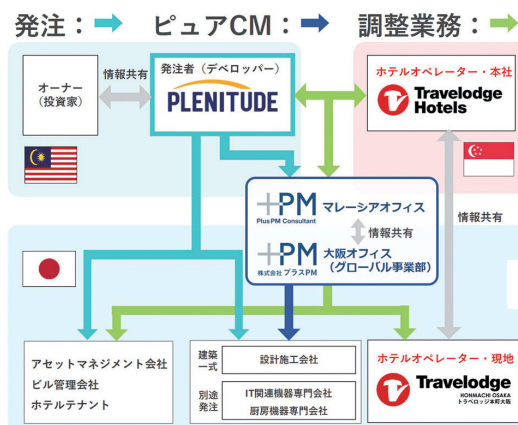 発注： ピュアCM： 調整業務：
オーナー
（投資家）
情報共有
発注者（デベロッパー）
PLENITUDE
ホテルオペレーター・本社
Travelodge
Hotels
+PM マレーシアオフィス
Plus PM Consultant
情報共有
+PM 大阪オフィス
株式会社 プラスPM （グローバル事業部）
情報共有
アセットマネジメント会社
ビル管理会社
ホテルテナント
建築
一式
設計施工会社
別途
発注
IT関連機器専門会社
厨房機器専門会社
ホテルオペレーター・現地
Travelodge
HONMACHI OSAKA
トラベロッジ本町大阪